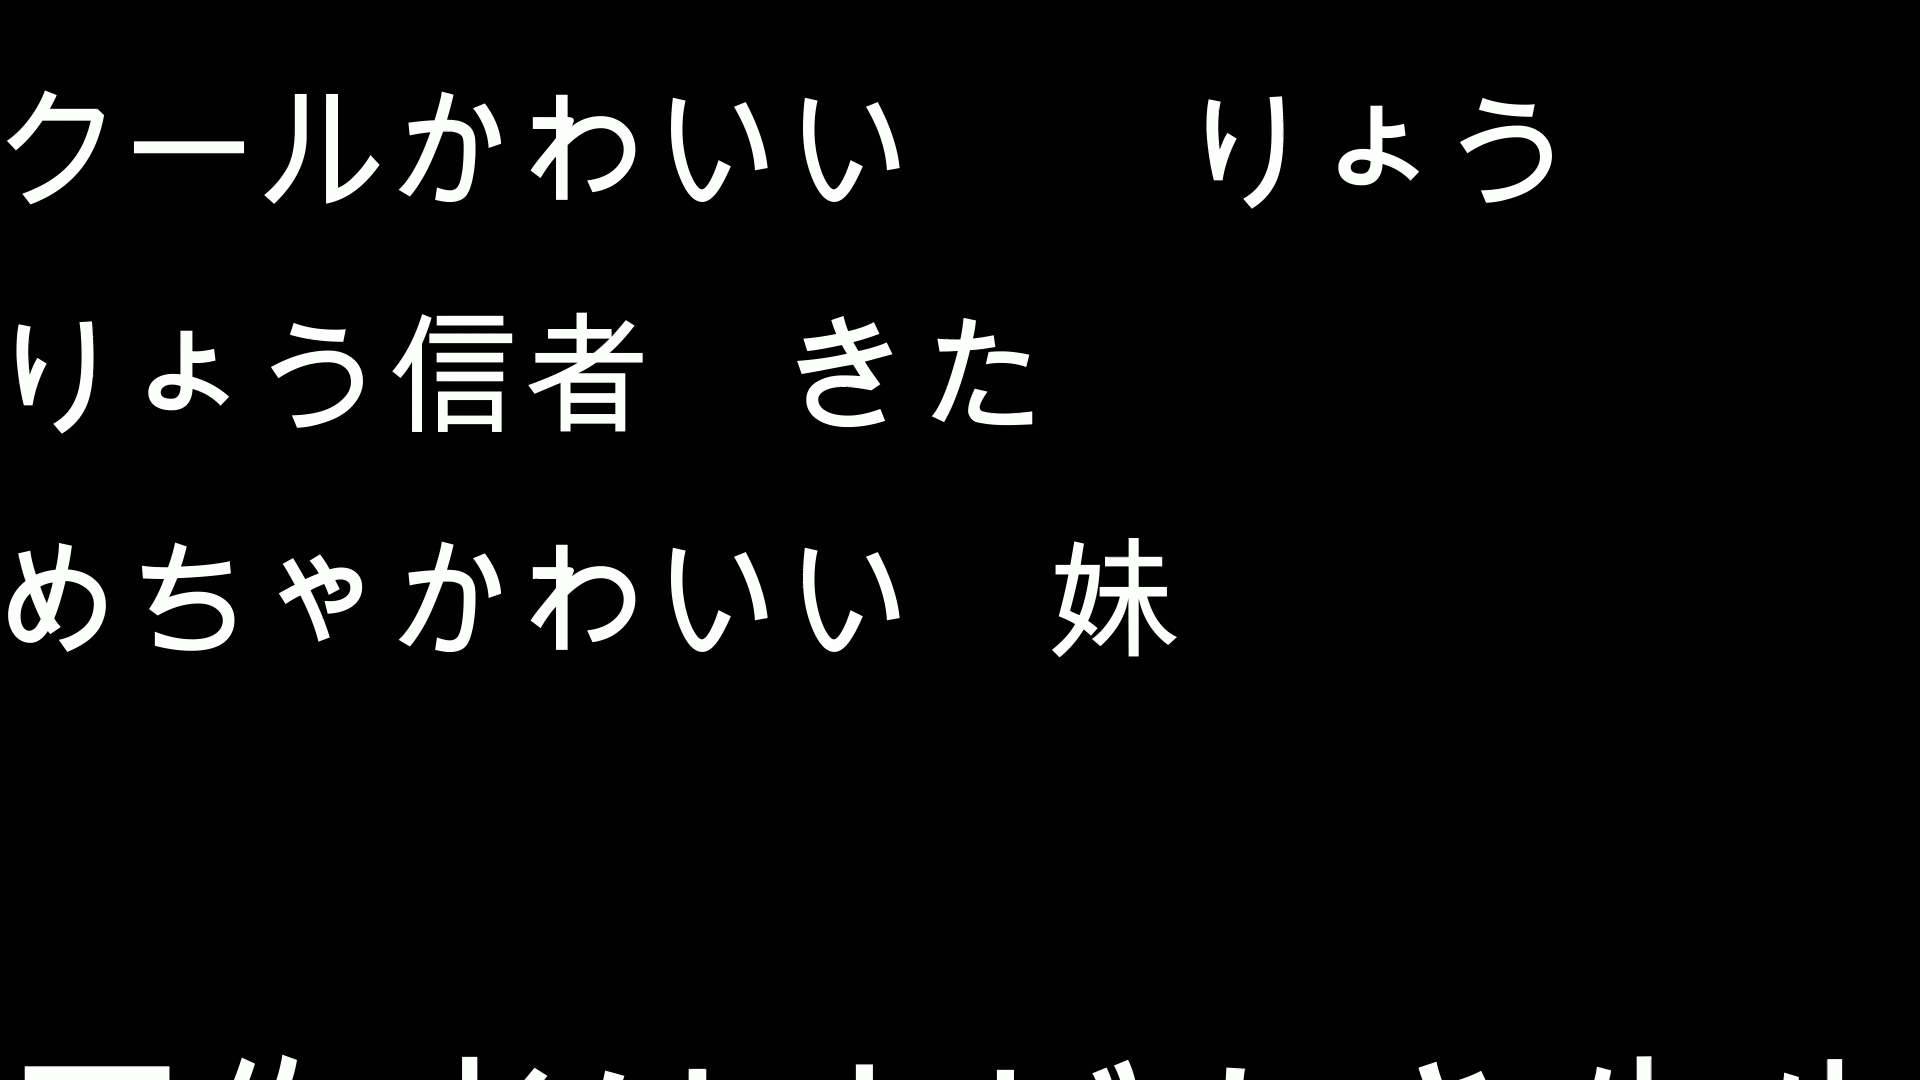 クールかわいい　　りょう
りょう信者　きた
めちゃかわいい　妹